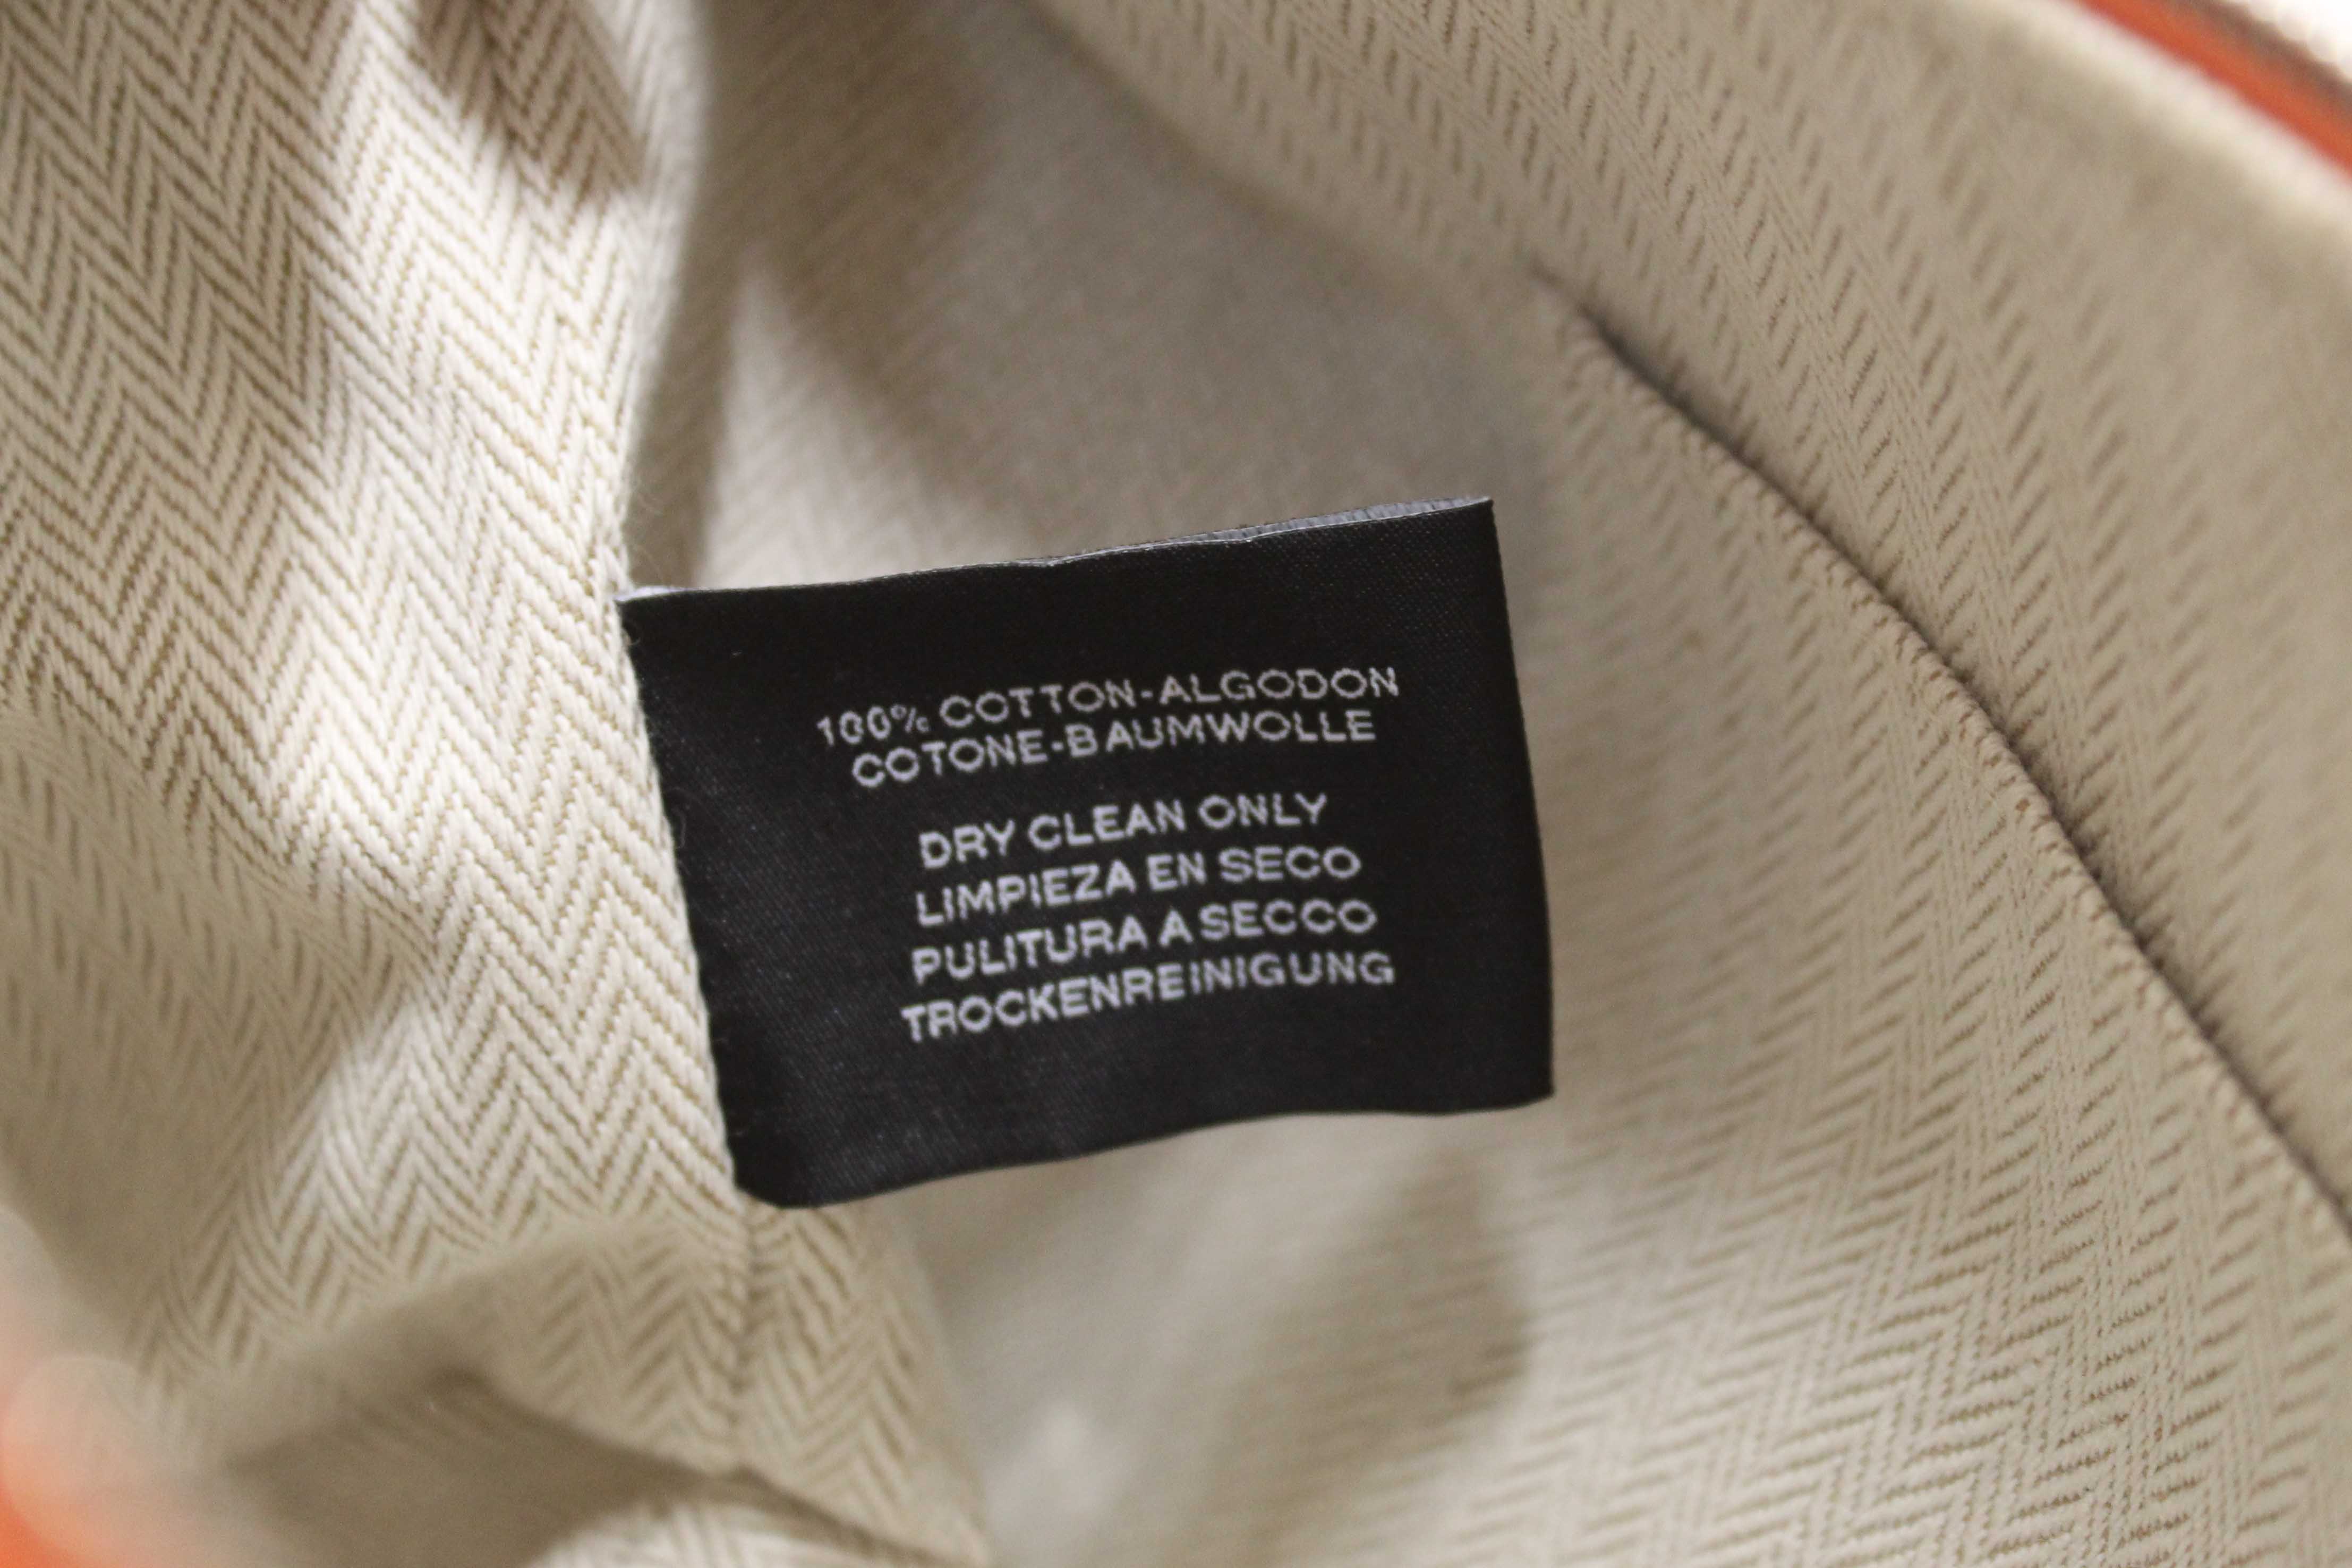 100% COTTON-ALGODON
COTONE-BAUMWOLLE
DRY CLEAN ONLY
LIMPIEZA EN SECO
PULITURA A SECCO
TROCKENREINIGUNG